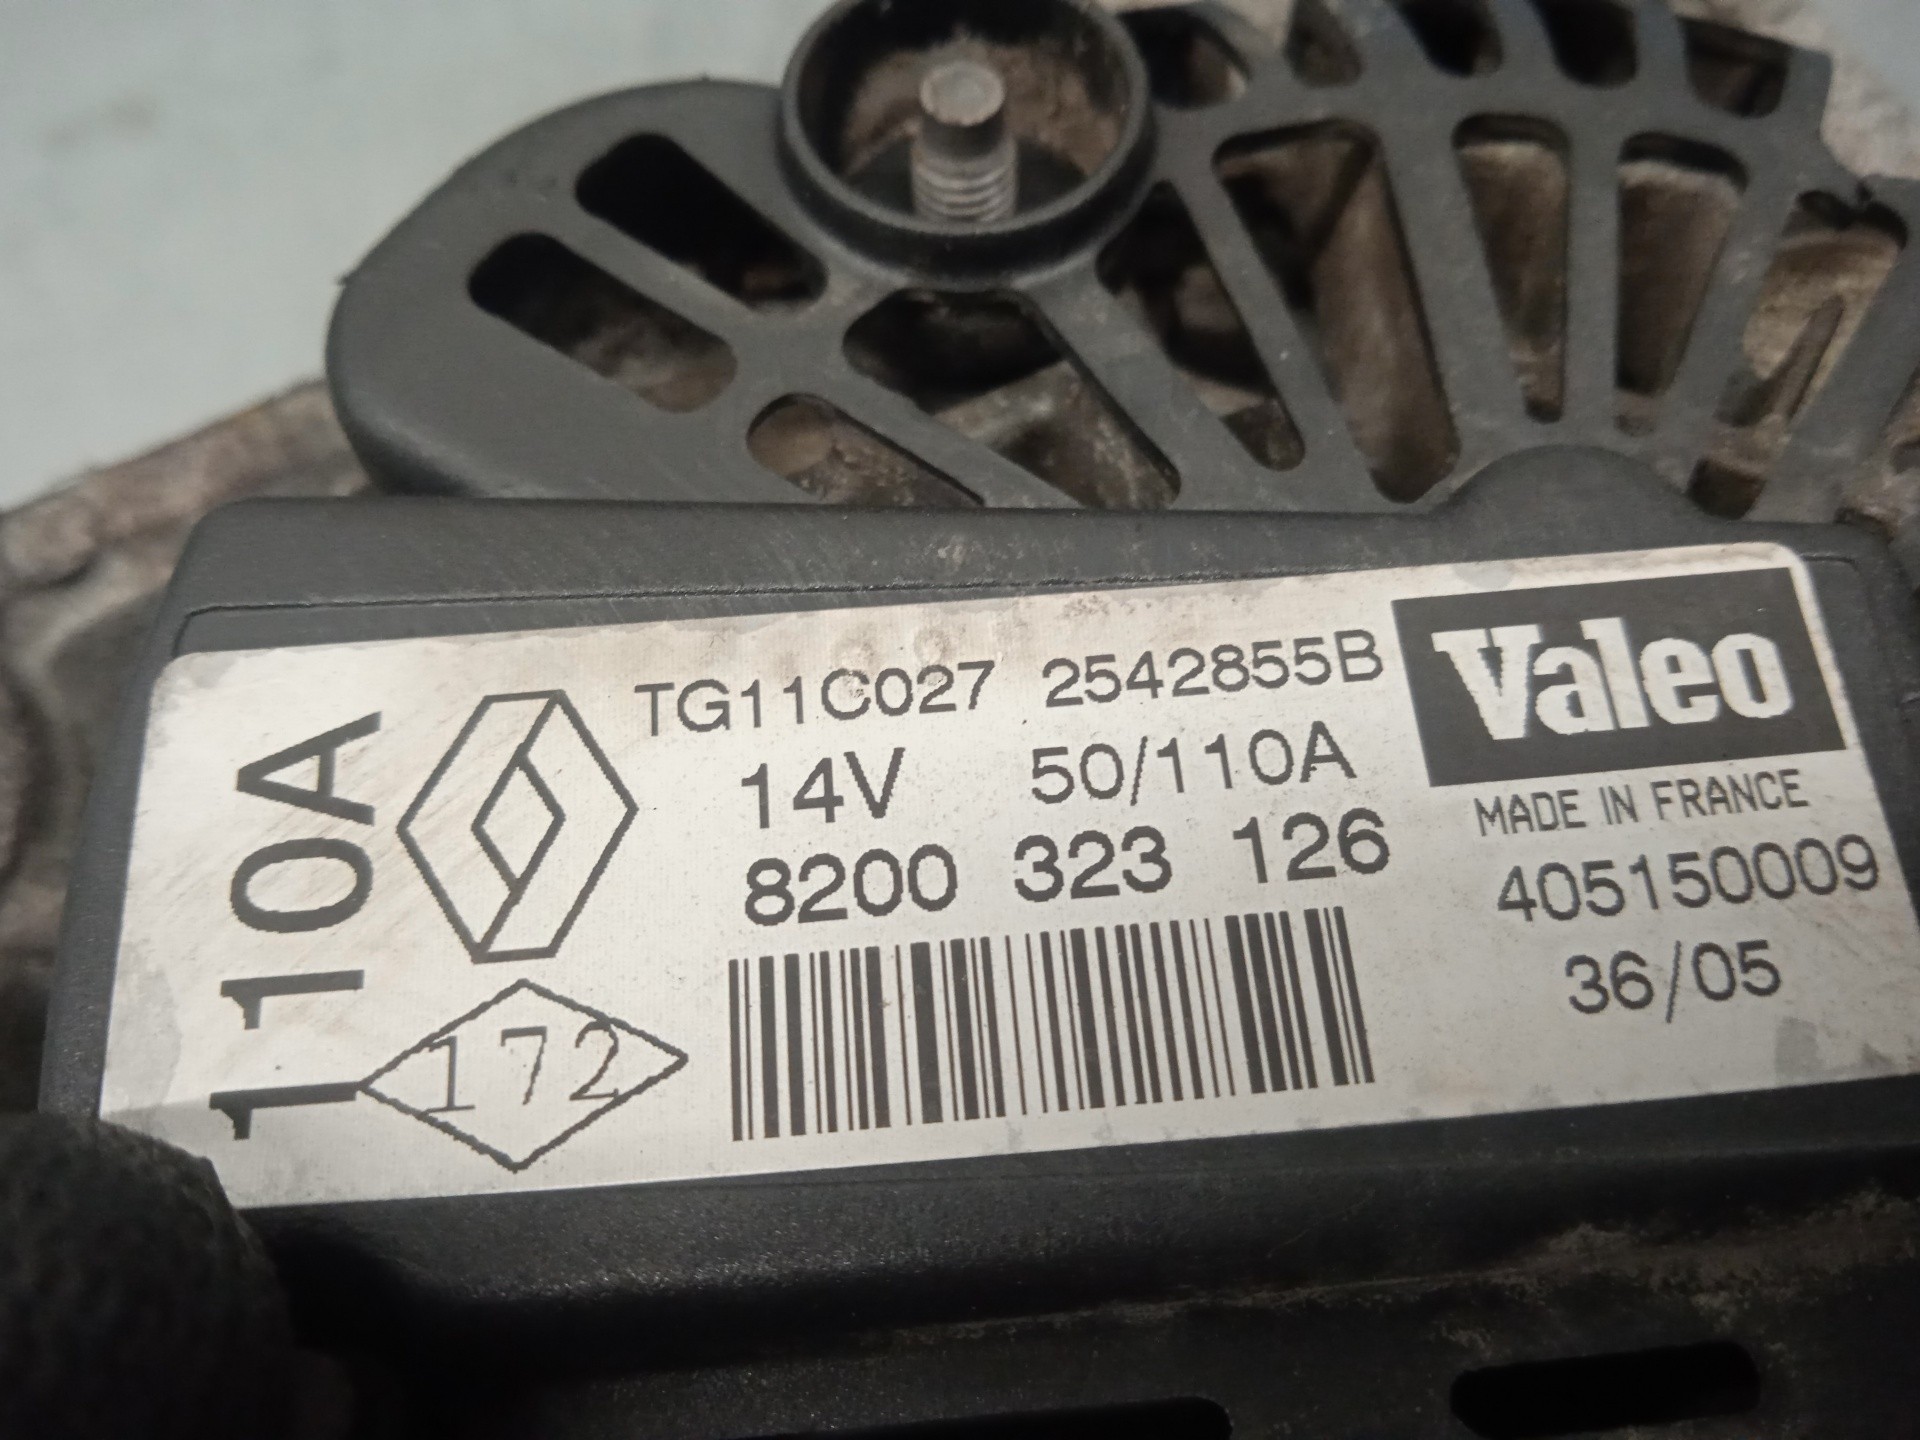 110A
TG11C027 2542855B
14V 50/110A
8200 323 126
172
Valeo
MADE IN FRANCE
405150009
36/05